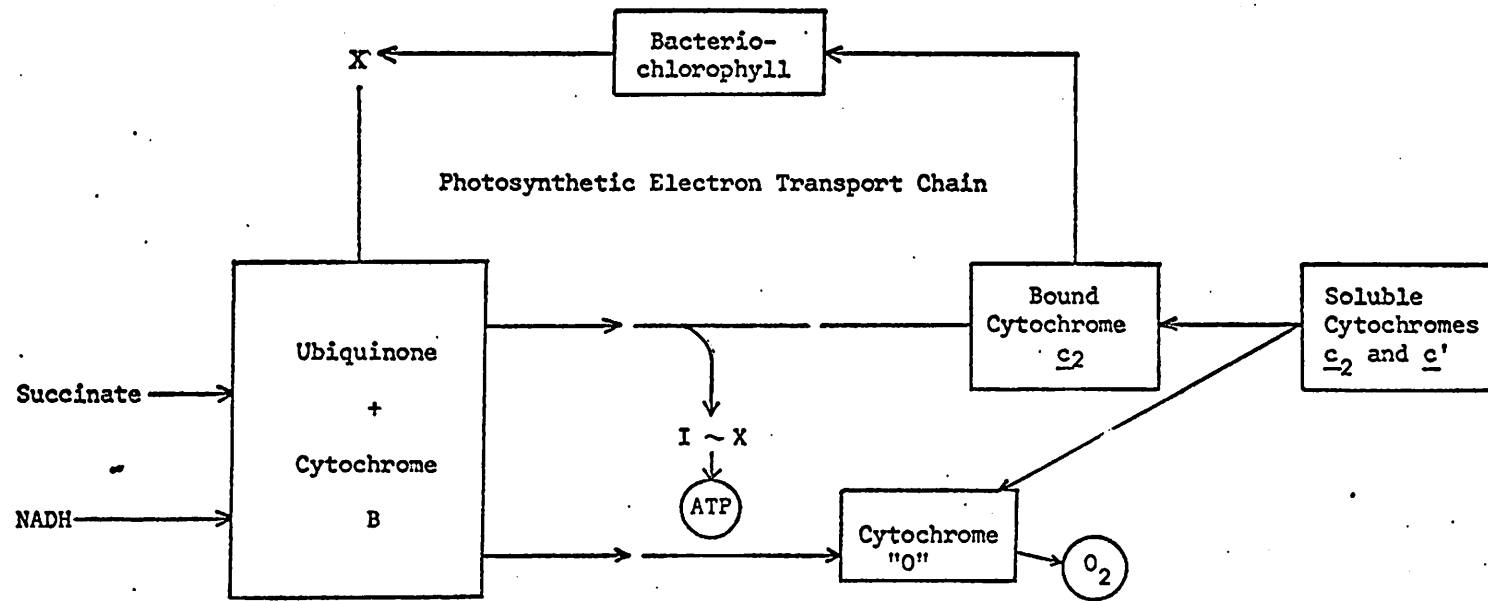 Bacterio-
chlorophyll
X
Photosynthetic Electron Transport Chain
Ubiquinone
+
Cytochrome
B
Succinate
NADH
I ~ X
ATP
Bound
Cytochrome
c2
Soluble
Cytochromes
c2 and c'
Cytochrome
"O"
O2